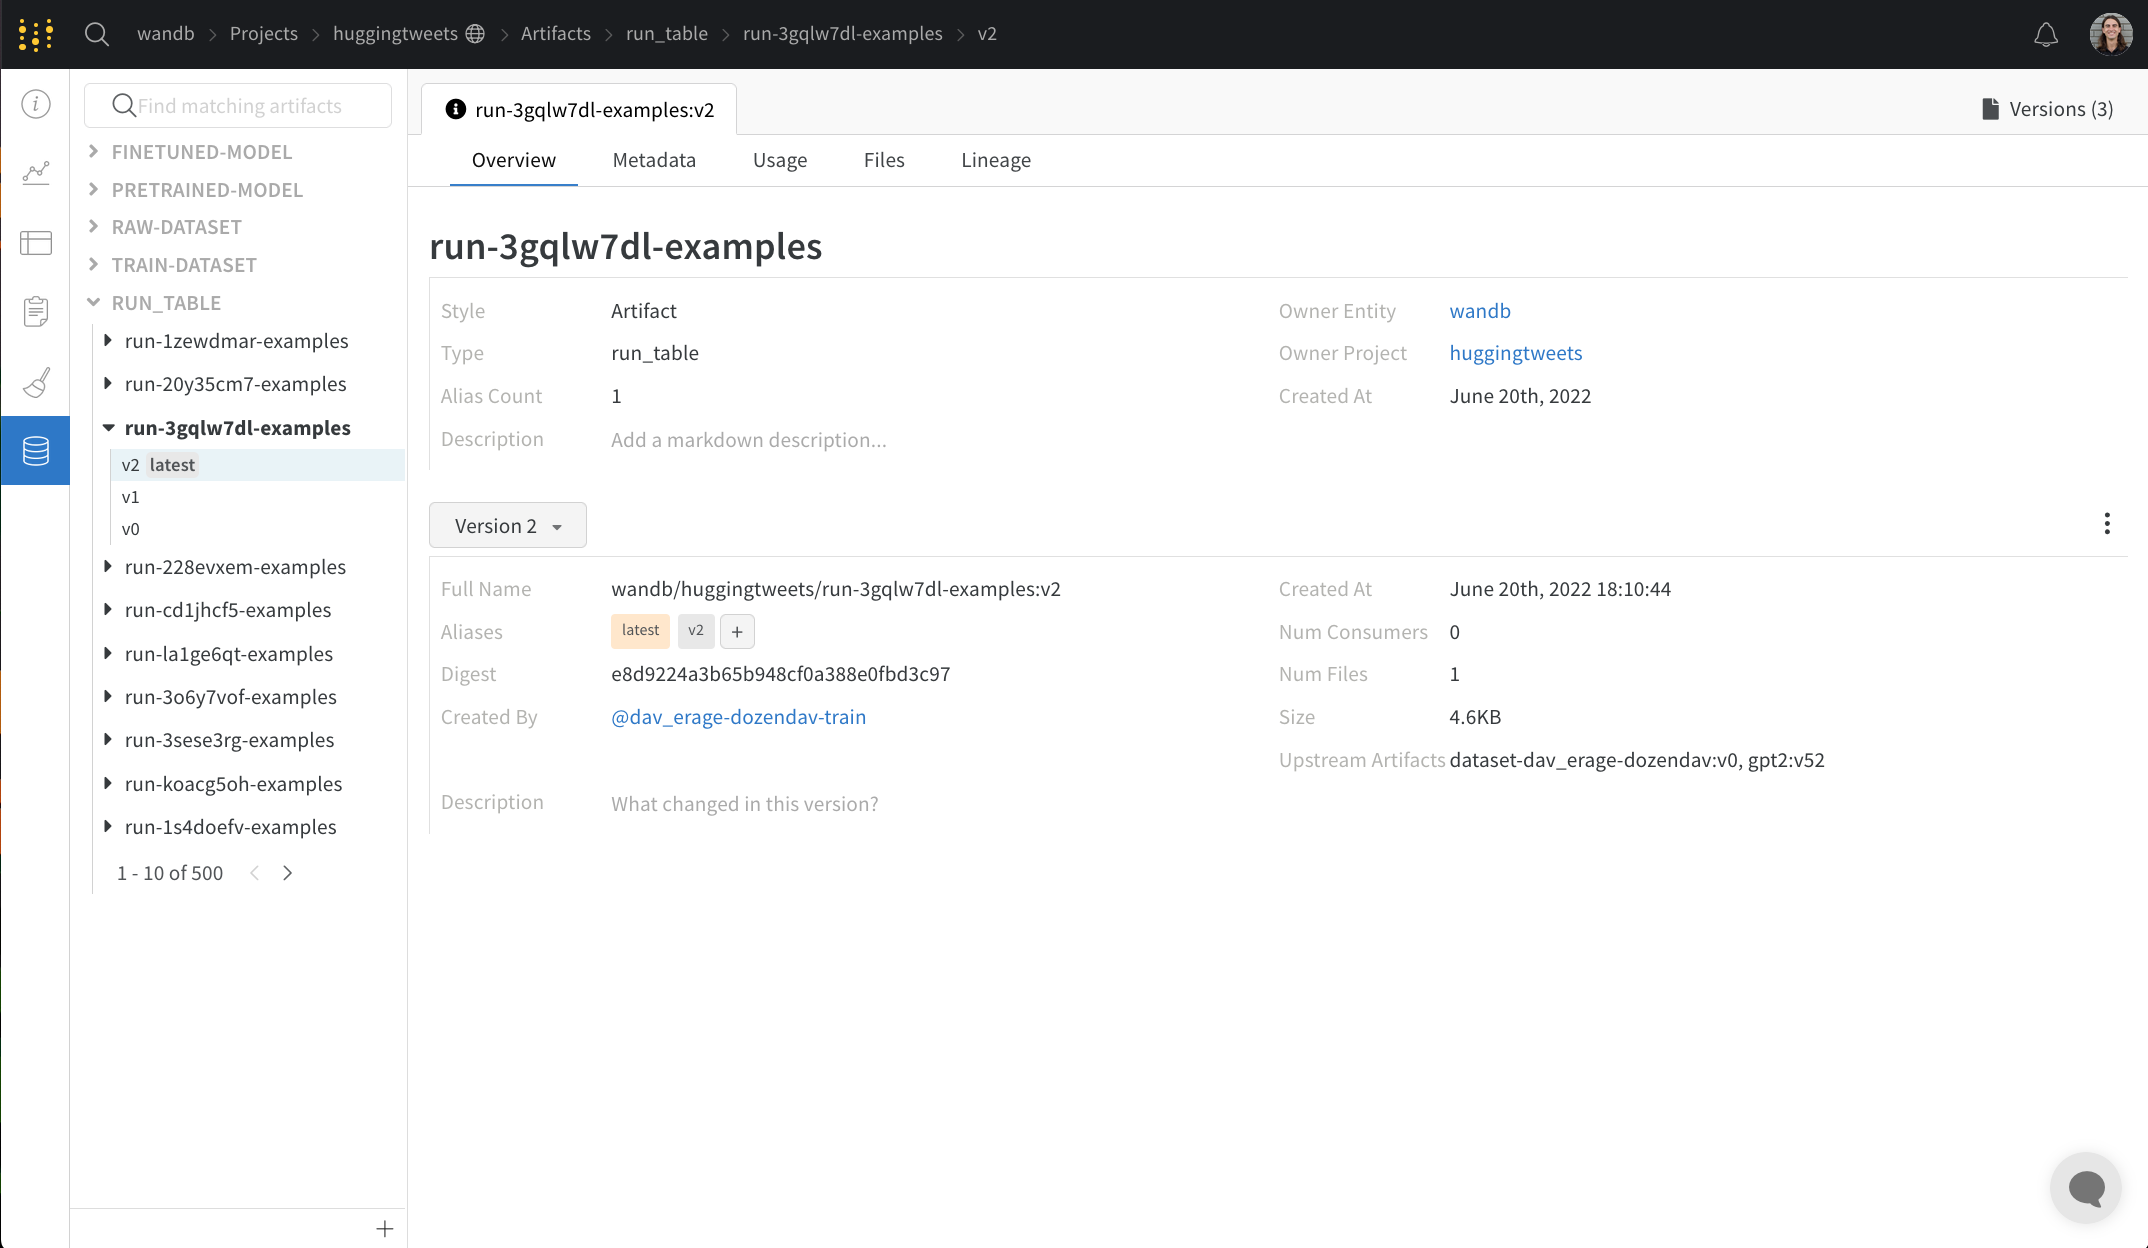 wandb > Projects > huggingtweets > Artifacts > run_table > run-3gqlw7dl-examples > v2
Find matching artifacts
FINETUNED-MODEL
PRETRAINED-MODEL
RAW-DATASET
TRAIN-DATASET
RUN_TABLE
run-1zewdmar-examples
run-20y35cm7-examples
run-3gqlw7dl-examples
v2 latest
v1
v0
run-228evxem-examples
run-cd1jhcf5-examples
run-la1ge6qt-examples
run-3o6y7vof-examples
run-3sese3rg-examples
run-koacg5oh-examples
run-1s4doefv-examples
1 - 10 of 500
run-3gqlw7dl-examples:v2
Versions (3)
Overview Metadata Usage Files Lineage
run-3gqlw7dl-examples
Style Artifact
Type run_table
Alias Count 1
Description Add a markdown description...
Owner Entity wandb
Owner Project huggingtweets
Created At June 20th, 2022
Version 2
Full Name wandb/huggingtweets/run-3gqlw7dl-examples:v2
Aliases latest v2 +
Digest e8d9224a3b65b948cf0a388e0fbd3c97
Created By @dav_erage-dozendav-train
Description What changed in this version?
Created At June 20th, 2022 18:10:44
Num Consumers 0
Num Files 1
Size 4.6KB
Upstream Artifacts dataset-dav_erage-dozendav:v0, gpt2:v52